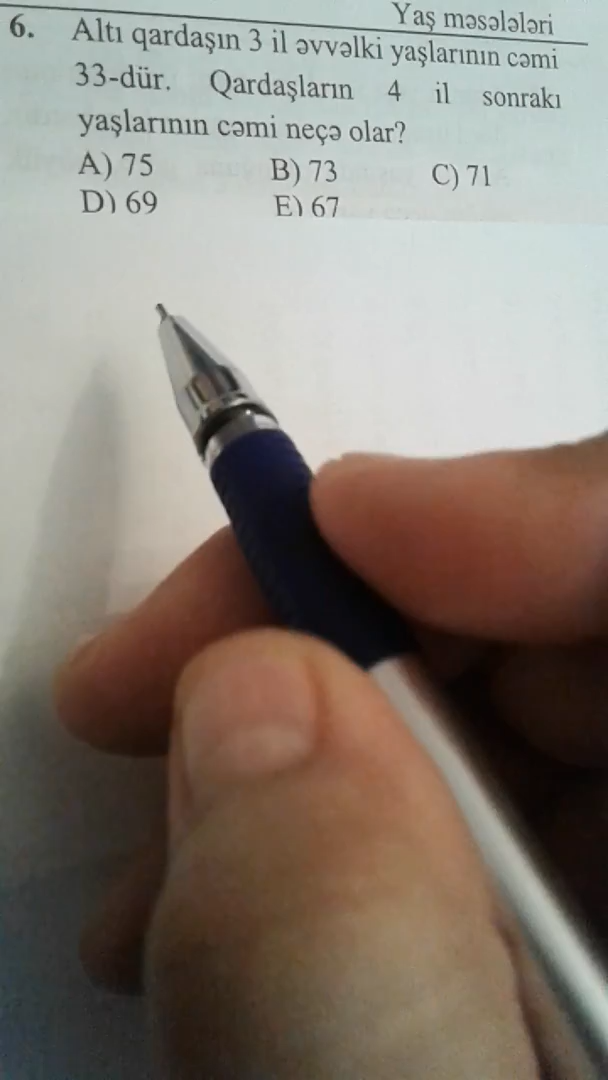 Yaş məsələləri
6. Altı qardaşın 3 il əvvəlki yaşlarının cəmi
33-dür. Qardaşların 4 il sonrakı
yaşlarının cəmi neçə olar?
A) 75 B) 73 C) 71
D) 69 E) 67